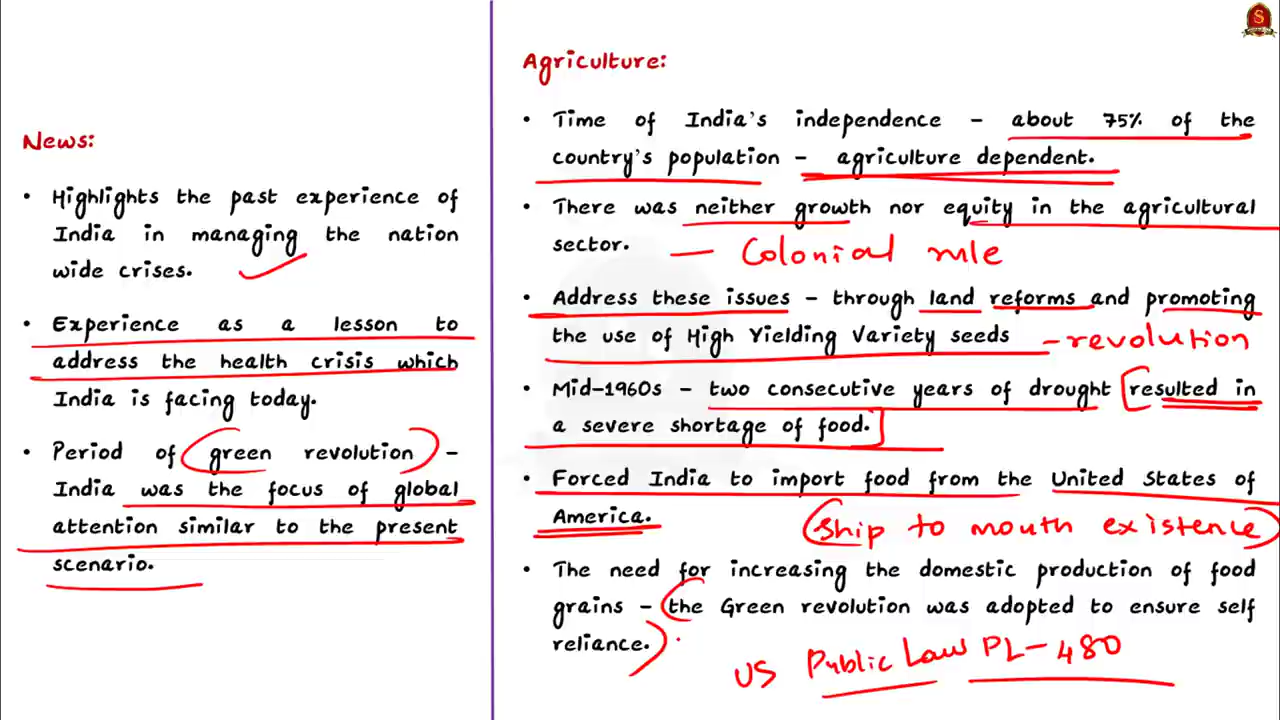 News:
• Highlights the past experience of
India in managing the nation
wide crises.
• Experience as a lesson to
address the health crisis which
India is facing today.
• Period of green revolution –
India was the focus of global
attention similar to the present
scenario.
Agriculture:
• Time of India's independence – about 75% of the
country's population – agriculture dependent.
• There was neither growth nor equity in the agricultural
sector. — Colonial rule
• Address these issues – through land reforms and promoting
the use of High Yielding Variety seeds – revolution
• Mid-1960s – two consecutive years of drought resulted in
a severe shortage of food.
• Forced India to import food from the United States of
America. (ship to mouth existence)
• The need for increasing the domestic production of food
grains – the Green revolution was adopted to ensure self
reliance.
US Public Law PL-480
S